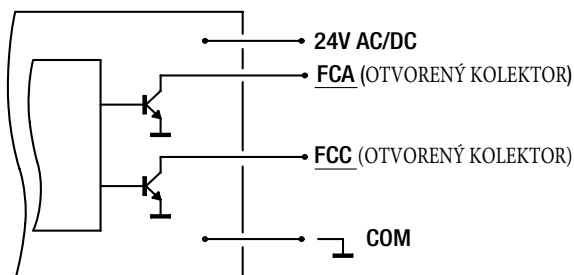 24V AC/DC
FCA (OTVORENÝ KOLEKTOR)
FCC (OTVORENÝ KOLEKTOR)
COM